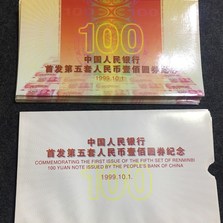 100
中国人民银行
首发第五套人民币壹佰圆券纪念
1999.10.1.
中国人民银行
首发第五套人民币壹佰圆券纪念
COMMEMORATING THE FIRST ISSUE OF THE FIFTH SET OF RENMINBI
100 YUAN NOTE ISSUED BY THE PEOPLE'S BANK OF CHINA
1999.10.1.